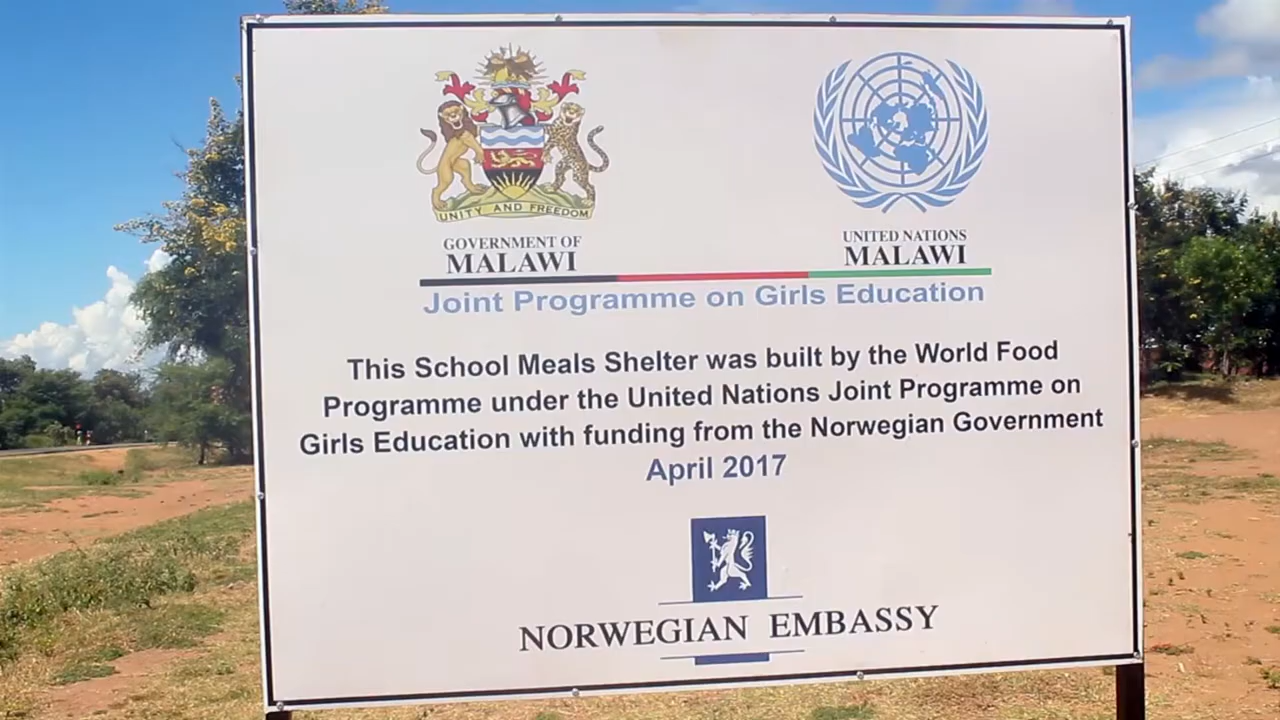 UNITY AND FREEDOM
GOVERNMENT OF
MALAWI
UNITED NATIONS
MALAWI
Joint Programme on Girls Education
This School Meals Shelter was built by the World Food
Programme under the United Nations Joint Programme on
Girls Education with funding from the Norwegian Government
April 2017
NORWEGIAN EMBASSY